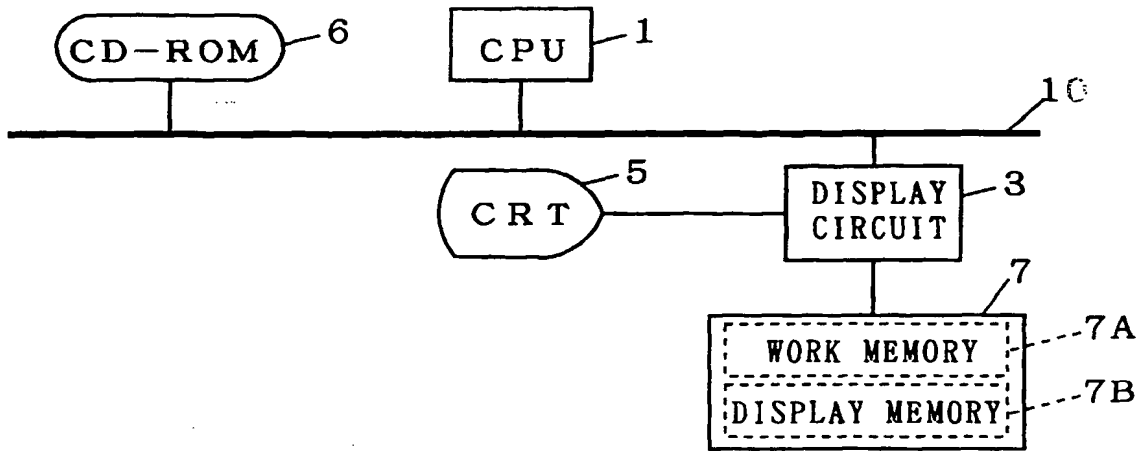 CD-ROM
6
CPU
1
10
CRT
5
DISPLAY
CIRCUIT
3
7
WORK MEMORY
7A
DISPLAY MEMORY
7B